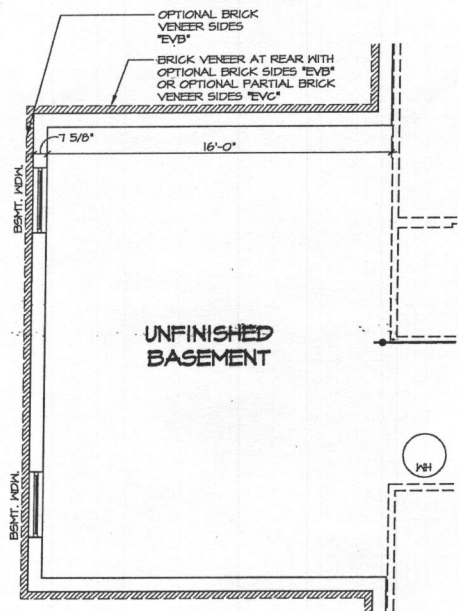 OPTIONAL BRICK
VENEER SIDES
"EVB"
BRICK VENEER AT REAR WITH
OPTIONAL BRICK SIDES "EVB"
OR OPTIONAL PARTIAL BRICK
VENEER SIDES "EVC"
7 5/8"
16'-0"
BSMT. WDW.
UNFINISHED
BASEMENT
WH
BSMT. WDW.